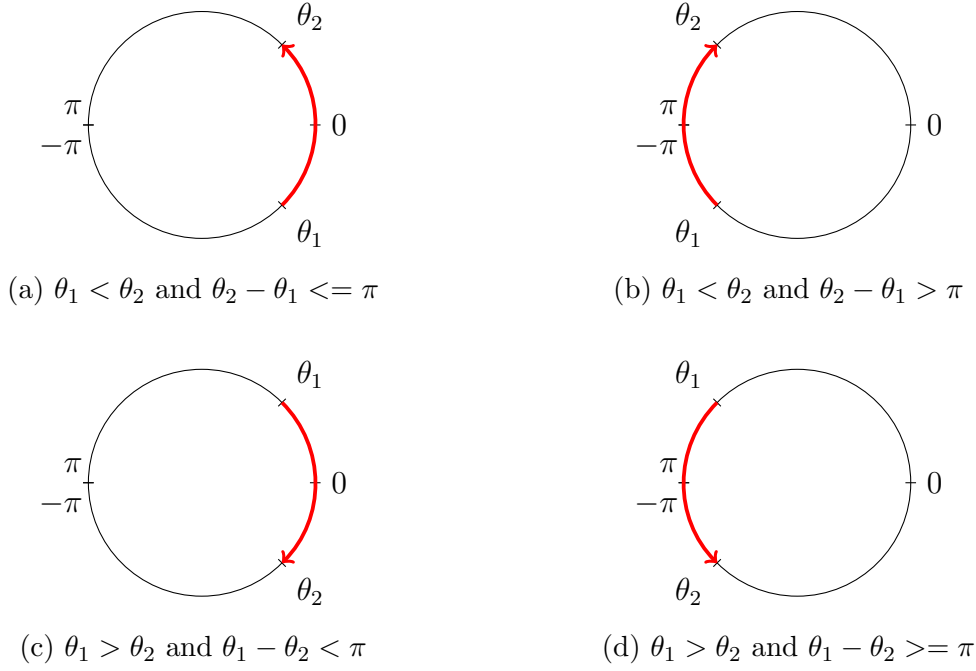 θ₂ θ₂
π 0 π 0
−π −π
θ₁ θ₁
(a) θ₁ < θ₂ and θ₂ − θ₁ <= π (b) θ₁ < θ₂ and θ₂ − θ₁ > π
θ₁ θ₁
π 0 π 0
−π −π
θ₂ θ₂
(c) θ₁ > θ₂ and θ₁ − θ₂ < π (d) θ₁ > θ₂ and θ₁ − θ₂ >= π